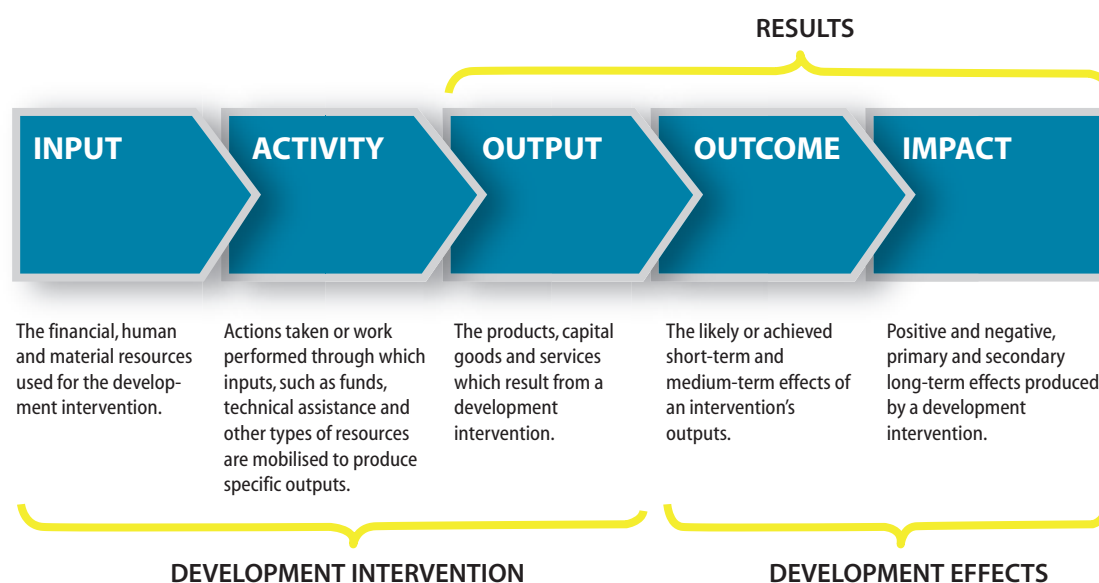 RESULTS
INPUT
ACTIVITY
OUTPUT
OUTCOME
IMPACT
The financial, human
and material resources
used for the develop-
ment intervention.
Actions taken or work
performed through which
inputs, such as funds,
technical assistance and
other types of resources
are mobilised to produce
specific outputs.
The products, capital
goods and services
which result from a
development
intervention.
The likely or achieved
short-term and
medium-term effects of
an intervention's
outputs.
Positive and negative,
primary and secondary
long-term effects produced
by a development
intervention.
DEVELOPMENT INTERVENTION
DEVELOPMENT EFFECTS